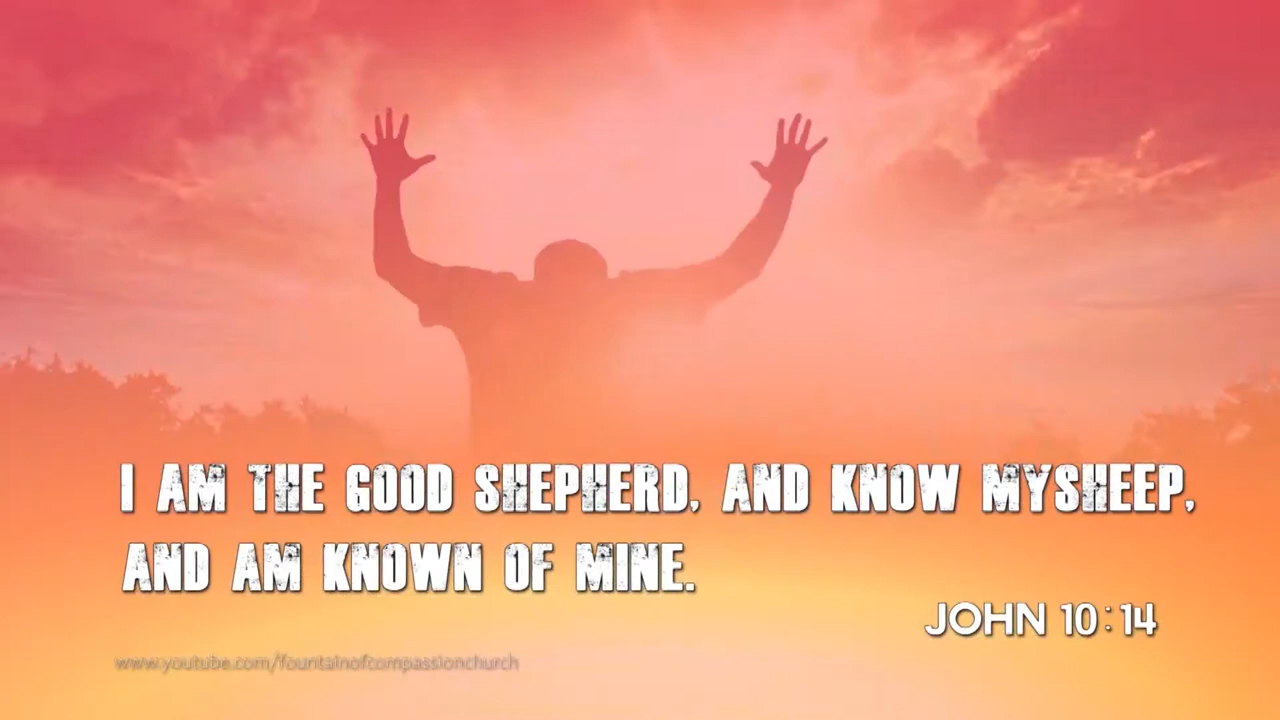 I AM THE GOOD SHEPHERD, AND KNOW MYSHEEP,
AND AM KNOWN OF MINE.
JOHN 10:14
www.youtube.com/fountainofcompassionchurch